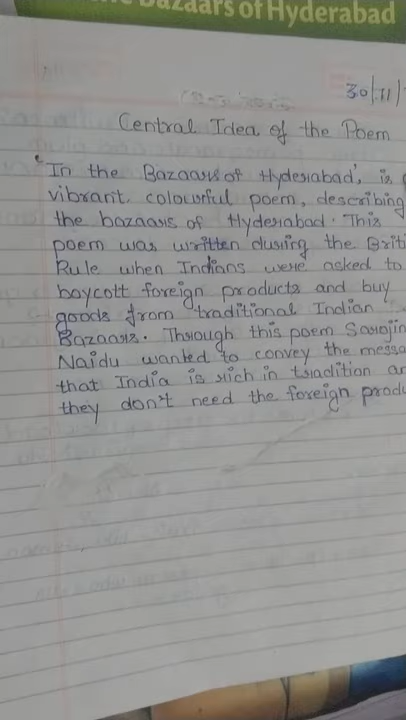 Bazaars of Hyderabad
30/11/
Central Idea of the Poem
'In the Bazaars of Hyderabad', is
vibrant, colourful poem, describing
the bazaars of Hyderabad. This
poem was written during the Briti
Rule when Indians were asked to
boycott foreign products and buy
goods from traditional Indian
Bazaars. Through this poem Sarojin
Naidu wanted to convey the messa
that India is rich in tradition an
they don't need the foreign produ